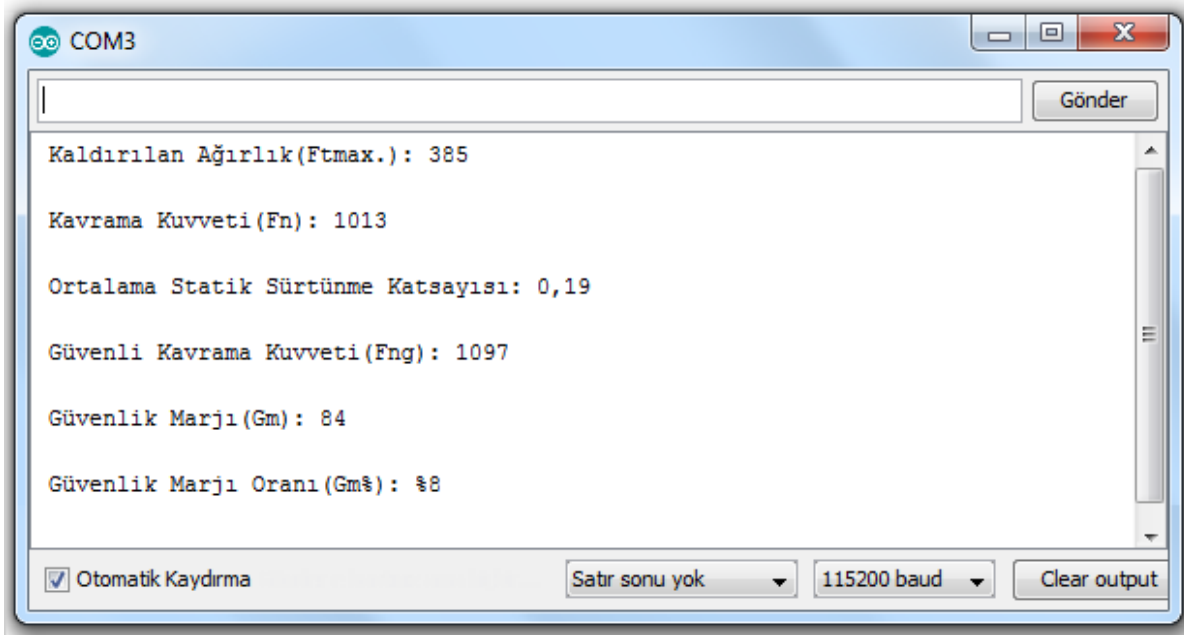 COM3
Gönder
Kaldırılan Ağırlık(Ftmax.): 385
Kavrama Kuvveti(Fn): 1013
Ortalama Statik Sürtünme Katsayısı: 0,19
Güvenli Kavrama Kuvveti(Fng): 1097
Güvenlik Marjı(Gm): 84
Güvenlik Marjı Oranı(Gm%): %8
Otomatik Kaydırma
Satır sonu yok
115200 baud
Clear output